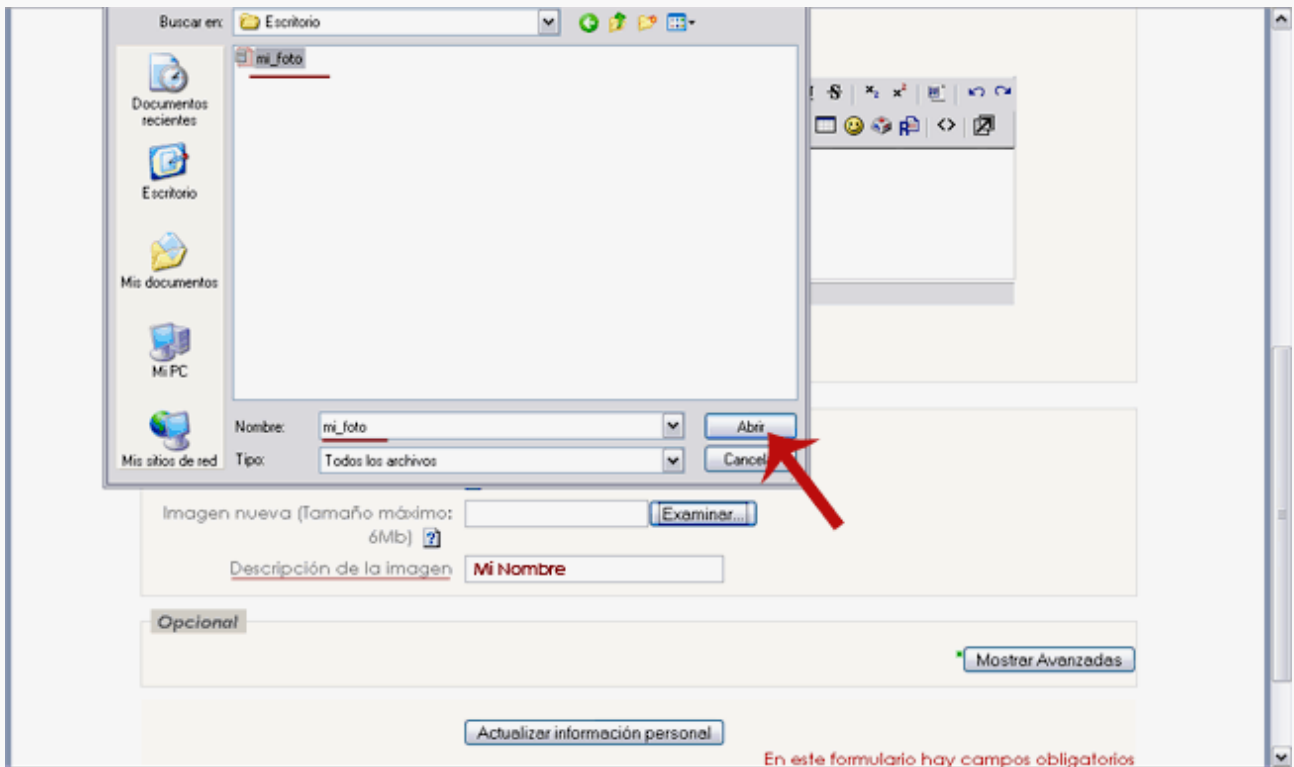 Buscar en: Escritorio
mi_foto
Documentos
recientes
Escritorio
Mis documentos
Mi PC
Mis sitios de red
Nombre: mi_foto Abrir
Tipo: Todos los archivos
Imagen nueva (Tamaño máximo: Examinar...
6Mb)
Descripción de la imagen Mi Nombre
Opcional
Mostrar Avanzadas
Actualizar información personal
En este formulario hay campos obligatorios